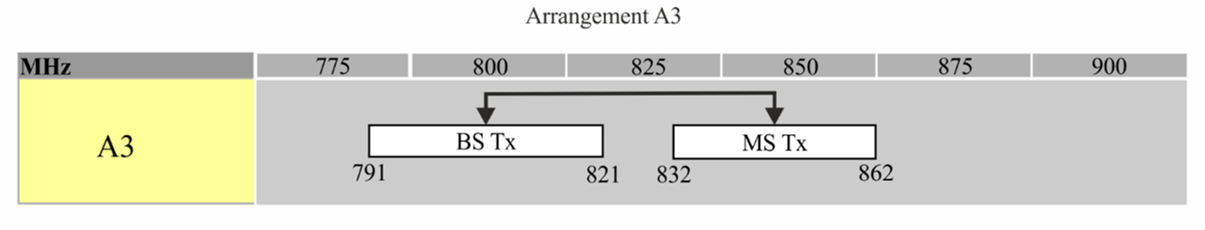 Arrangement A3
MHz 775 800 825 850 875 900
A3 BS Tx MS Tx
791 821 832 862